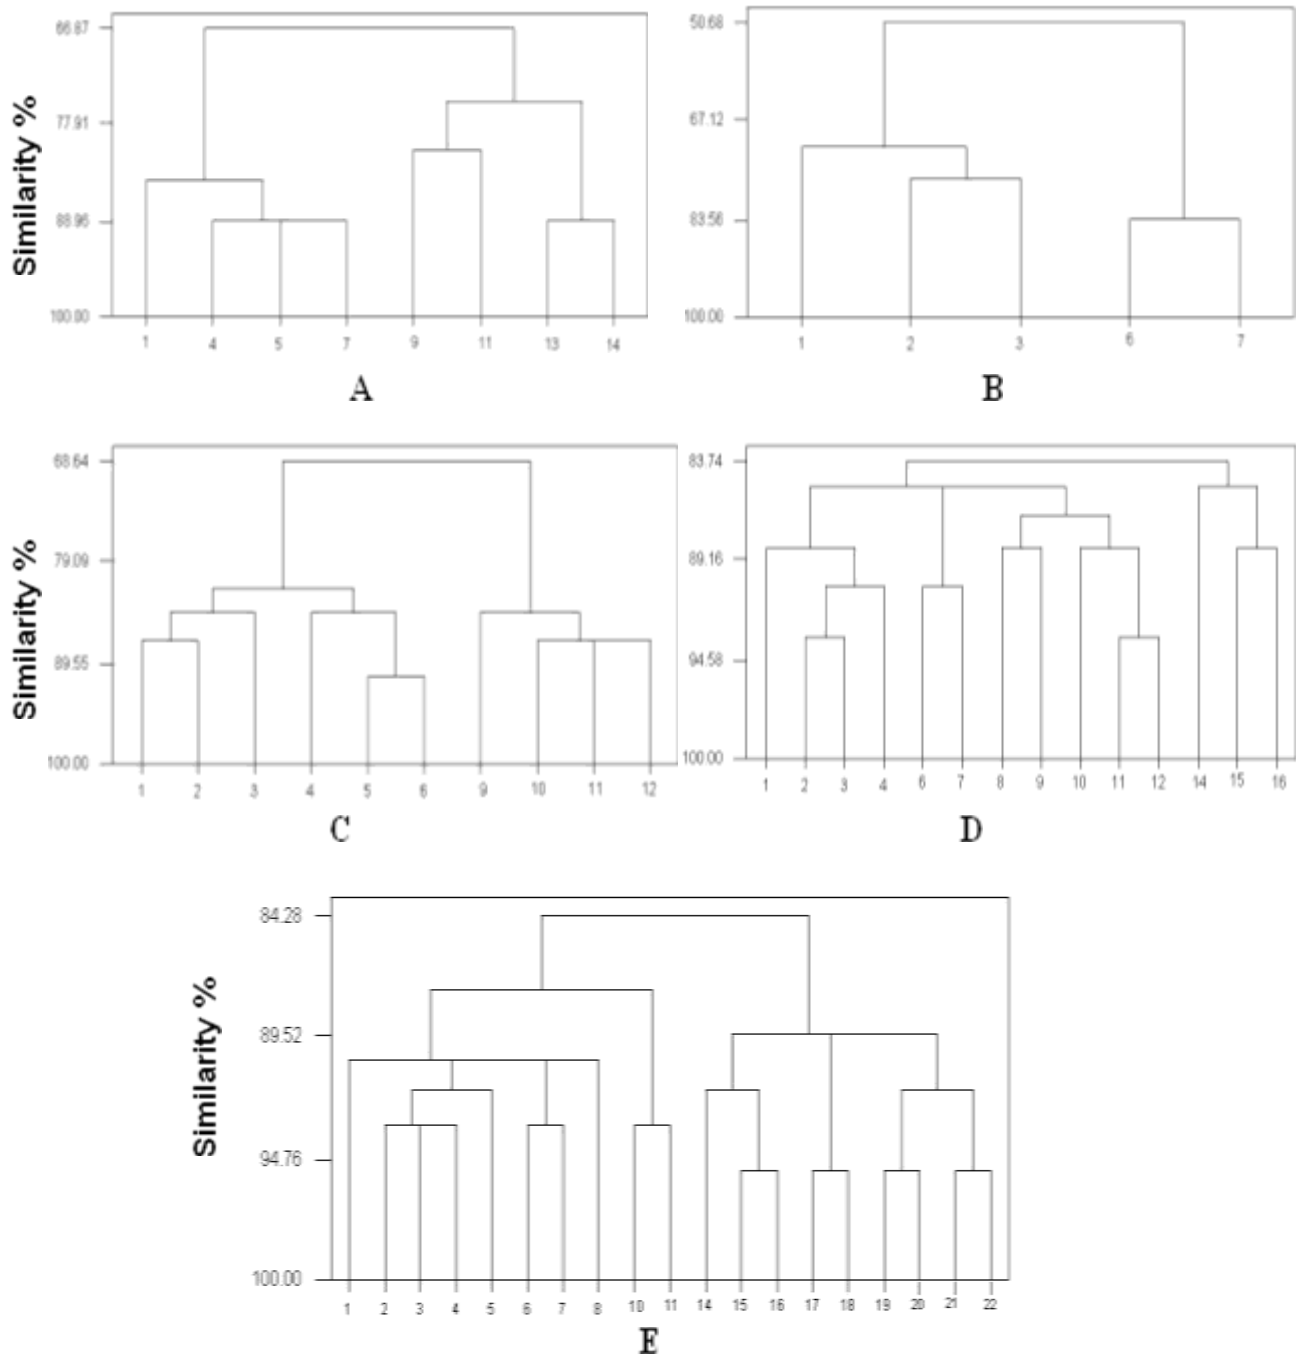 Similarity %
66.87
77.91
88.96
100.00
1 4 5 7 9 11 13 14
A
50.68
67.12
83.56
100.00
1 2 3 6 7
B
Similarity %
68.64
79.09
89.55
100.00
1 2 3 4 5 6 9 10 11 12
C
83.74
89.16
94.58
100.00
1 2 3 4 6 7 8 9 10 11 12 14 15 16
D
Similarity %
84.28
89.52
94.76
100.00
1 2 3 4 5 6 7 8 10 11 14 15 16 17 18 19 20 21 22
E